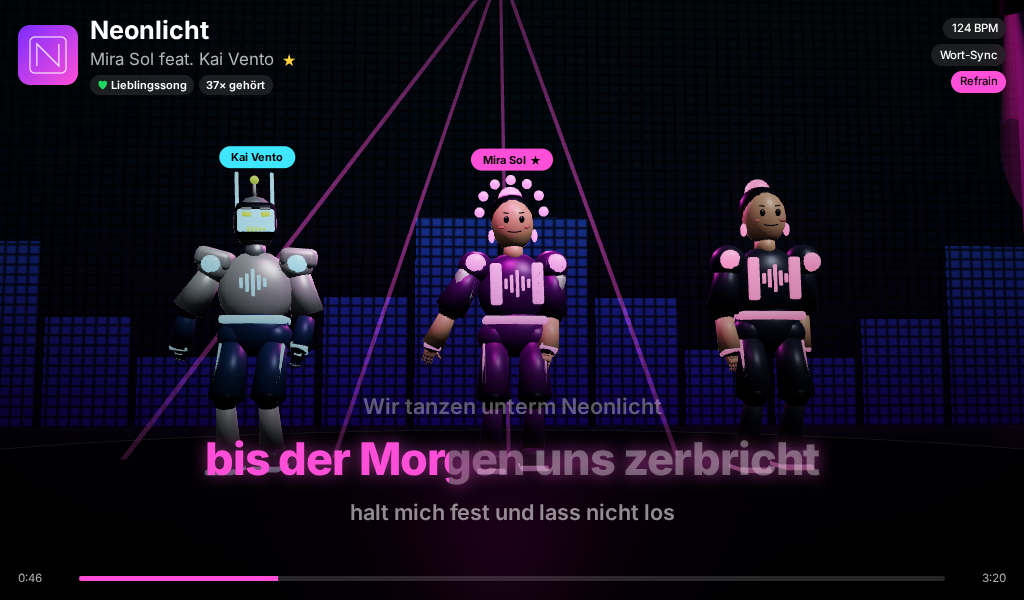 N
Neonlicht
Mira Sol feat. Kai Vento ★
Lieblingssong
37× gehört
124 BPM
Wort-Sync
Refrain
Kai Vento
Mira Sol ★
Wir tanzen unterm Neonlicht
bis der Morgen uns zerbricht
halt mich fest und lass nicht los
0:46
3:20